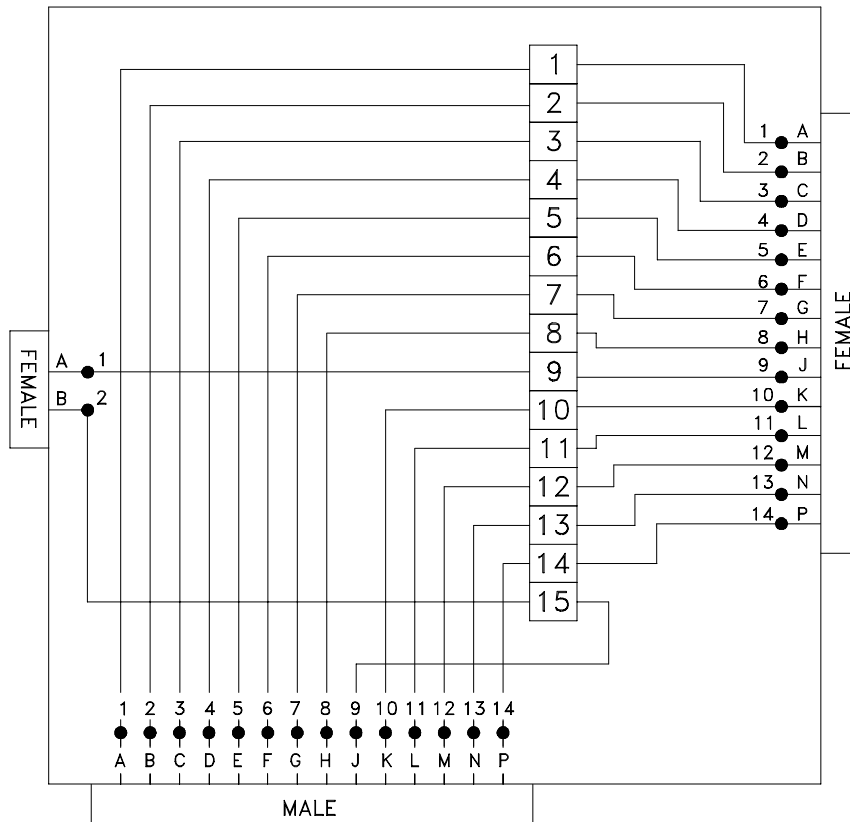 1
2
3
4
5
6
7
8
9
10
11
12
13
14
15
1 A
2 B
3 C
4 D
5 E
6 F
7 G
8 H
9 J
10 K
11 L
12 M
13 N
14 P
FEMALE
FEMALE
A 1
B 2
1 2 3 4 5 6 7 8 9 10 11 12 13 14
A B C D E F G H J K L M N P
MALE